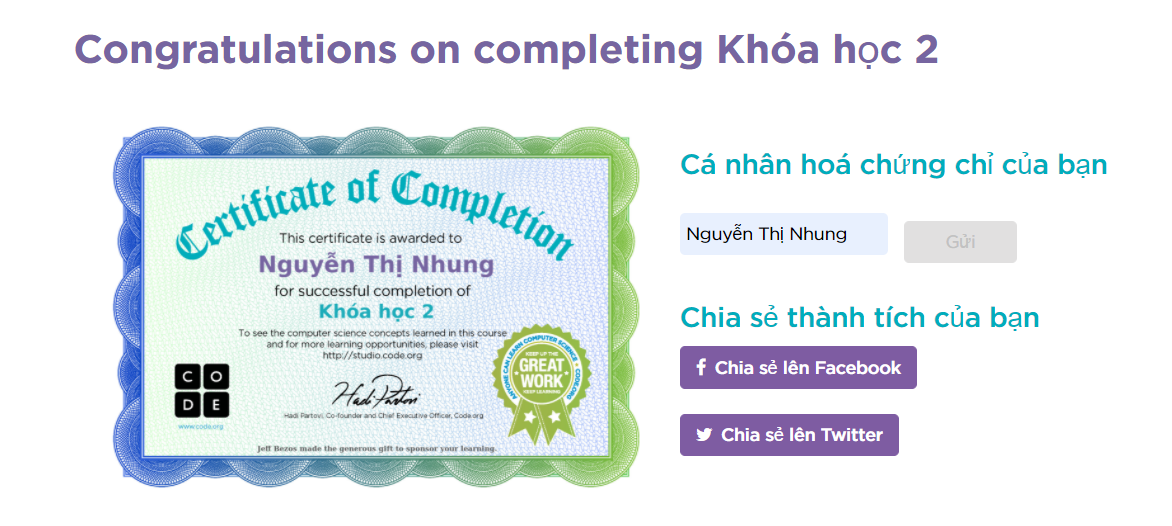 Congratulations on completing Khóa học 2
Certificate of Completion
This certificate is awarded to
Nguyễn Thị Nhung
for successful completion of
Khóa học 2
To see the computer science concepts learned in this course
and for more learning opportunities, please visit
http://studio.code.org
CO
DE
www.code.org
Hadi Partovi
Hadi Partovi, Co-founder and Chief Executive Officer, Code.org
ANYONE CAN LEARN COMPUTER SCIENCE • CODE.ORG
KEEP UP THE
GREAT
WORK
KEEP LEARNING
Jeff Bezos made the generous gift to sponsor your learning.
Cá nhân hoá chứng chỉ của bạn
Nguyễn Thị Nhung
Gửi
Chia sẻ thành tích của bạn
Chia sẻ lên Facebook
Chia sẻ lên Twitter